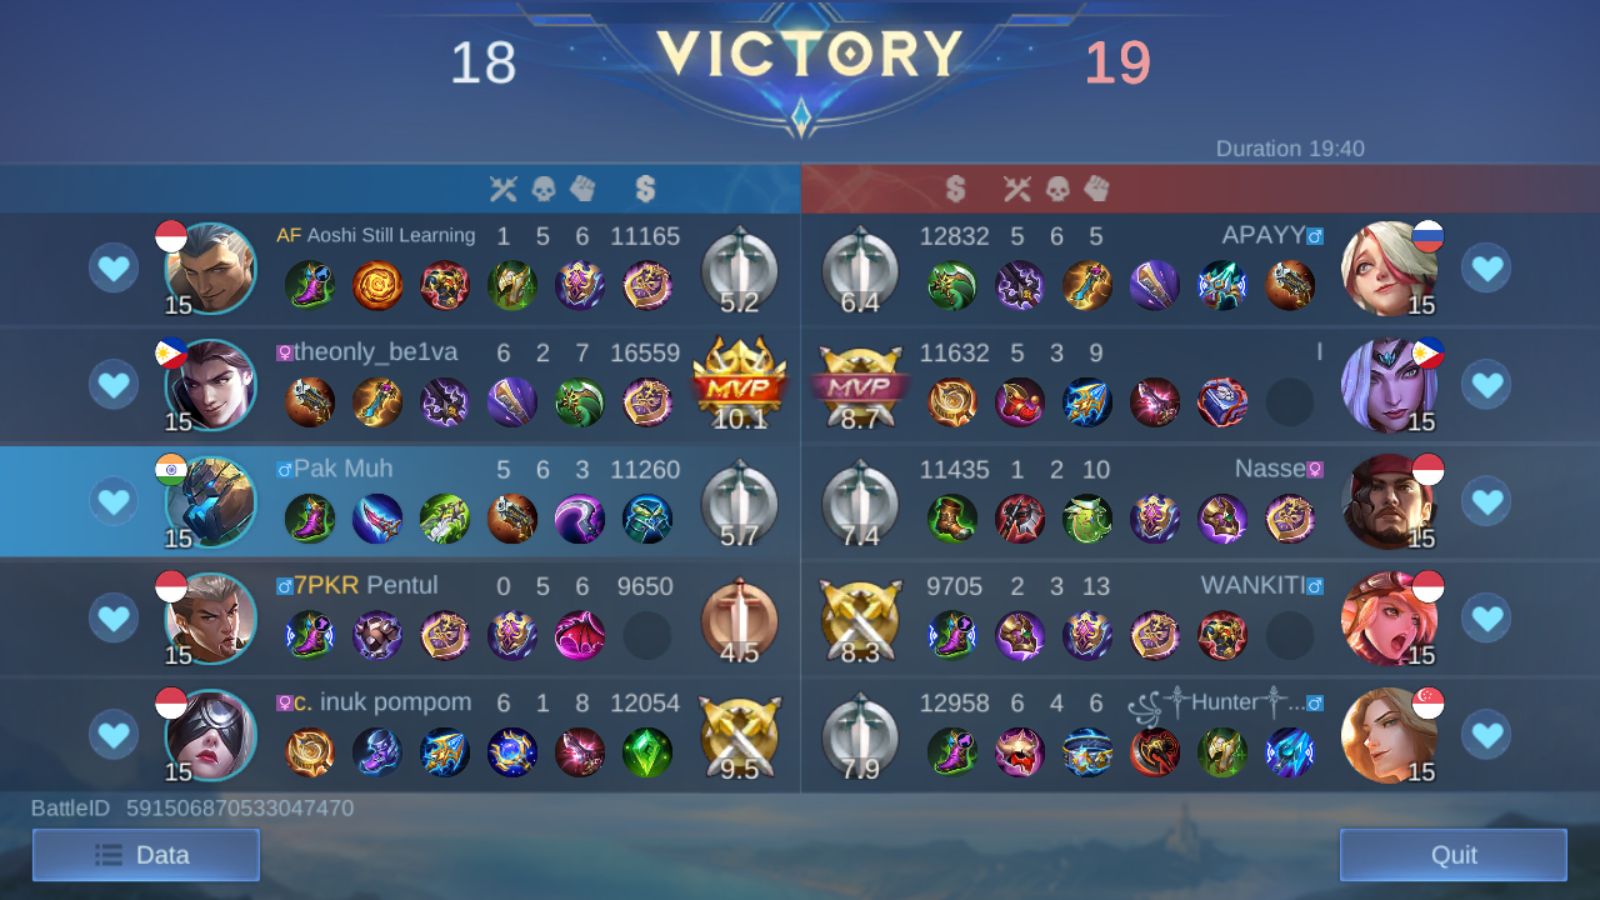 18 VICTORY 19
Duration 19:40
AF Aoshi Still Learning 1 5 6 11165 15 5.2
12832 5 6 5 APAYY 6.4 15
theonly_be1va 6 2 7 16559 15 MVP 10.1
11632 5 3 9 I MVP 8.7 15
Pak Muh 5 6 3 11260 15 5.7
11435 1 2 10 Nasse 7.4 15
7PKR Pentul 0 5 6 9650 15 4.5
9705 2 3 13 WANKITI 8.3 15
c. inuk pompom 6 1 8 12054 15 9.5
12958 6 4 6 Hunter ... 7.9 15
BattleID 591506870533047470
Data
Quit